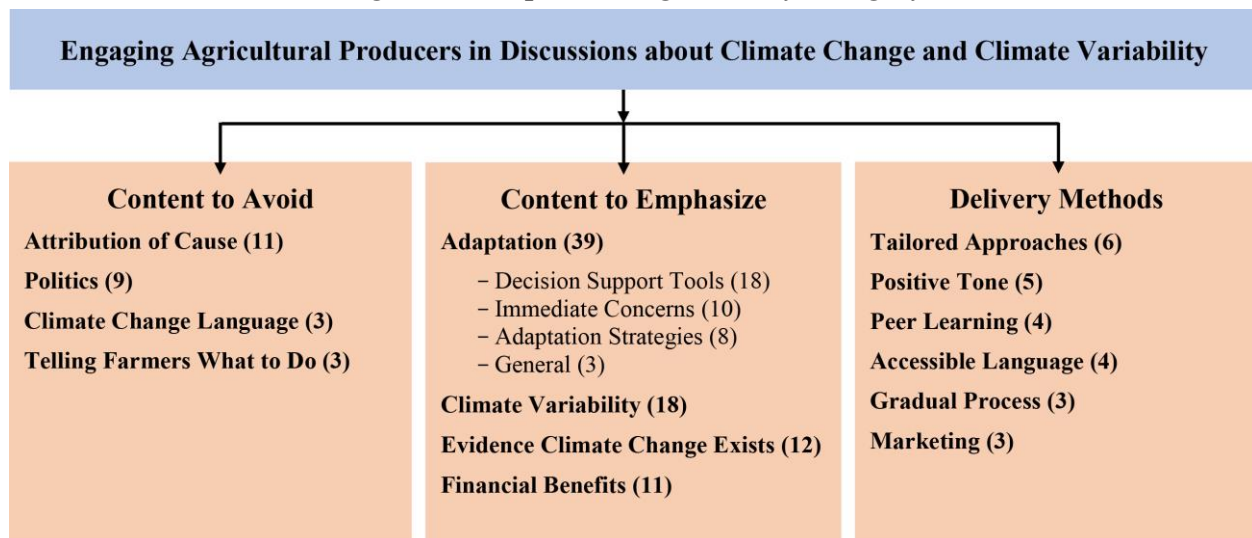 Engaging Agricultural Producers in Discussions about Climate Change and Climate Variability
Content to Avoid
Attribution of Cause (11)
Politics (9)
Climate Change Language (3)
Telling Farmers What to Do (3)
Content to Emphasize
Adaptation (39)
– Decision Support Tools (18)
– Immediate Concerns (10)
– Adaptation Strategies (8)
– General (3)
Climate Variability (18)
Evidence Climate Change Exists (12)
Financial Benefits (11)
Delivery Methods
Tailored Approaches (6)
Positive Tone (5)
Peer Learning (4)
Accessible Language (4)
Gradual Process (3)
Marketing (3)